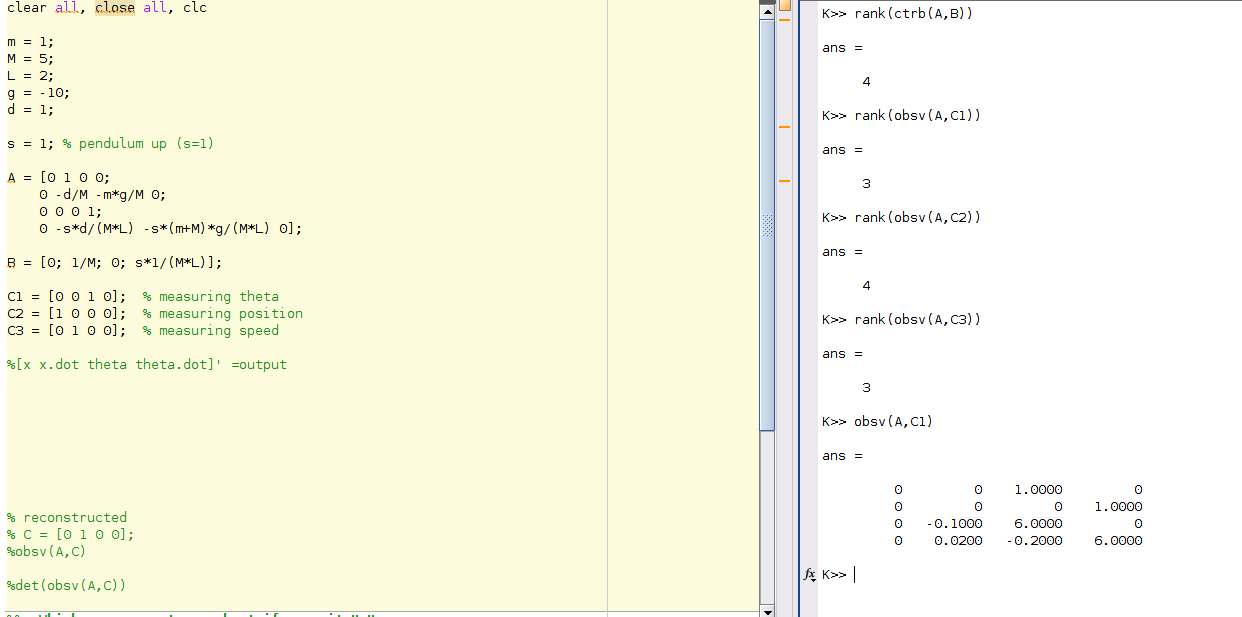 clear all, close all, clc
m = 1;
M = 5;
L = 2;
g = -10;
d = 1;
s = 1; % pendulum up (s=1)
A = [0 1 0 0;
0 -d/M -m*g/M 0;
0 0 0 1;
0 -s*d/(M*L) -s*(m+M)*g/(M*L) 0];
B = [0; 1/M; 0; s*1/(M*L)];
C1 = [0 0 1 0];  % measuring theta
C2 = [1 0 0 0];  % measuring position
C3 = [0 1 0 0];  % measuring speed
%[x x.dot theta theta.dot]' =output
% reconstructed
% C = [0 1 0 0];
%obsv(A,C)
%det(obsv(A,C))
K>> rank(ctrb(A,B))
ans =
4
K>> rank(obsv(A,C1))
ans =
3
K>> rank(obsv(A,C2))
ans =
4
K>> rank(obsv(A,C3))
ans =
3
K>> obsv(A,C1)
ans =
0 0 1.0000 0
0 0 0 1.0000
0 -0.1000 6.0000 0
0 0.0200 -0.2000 6.0000
fx K>>